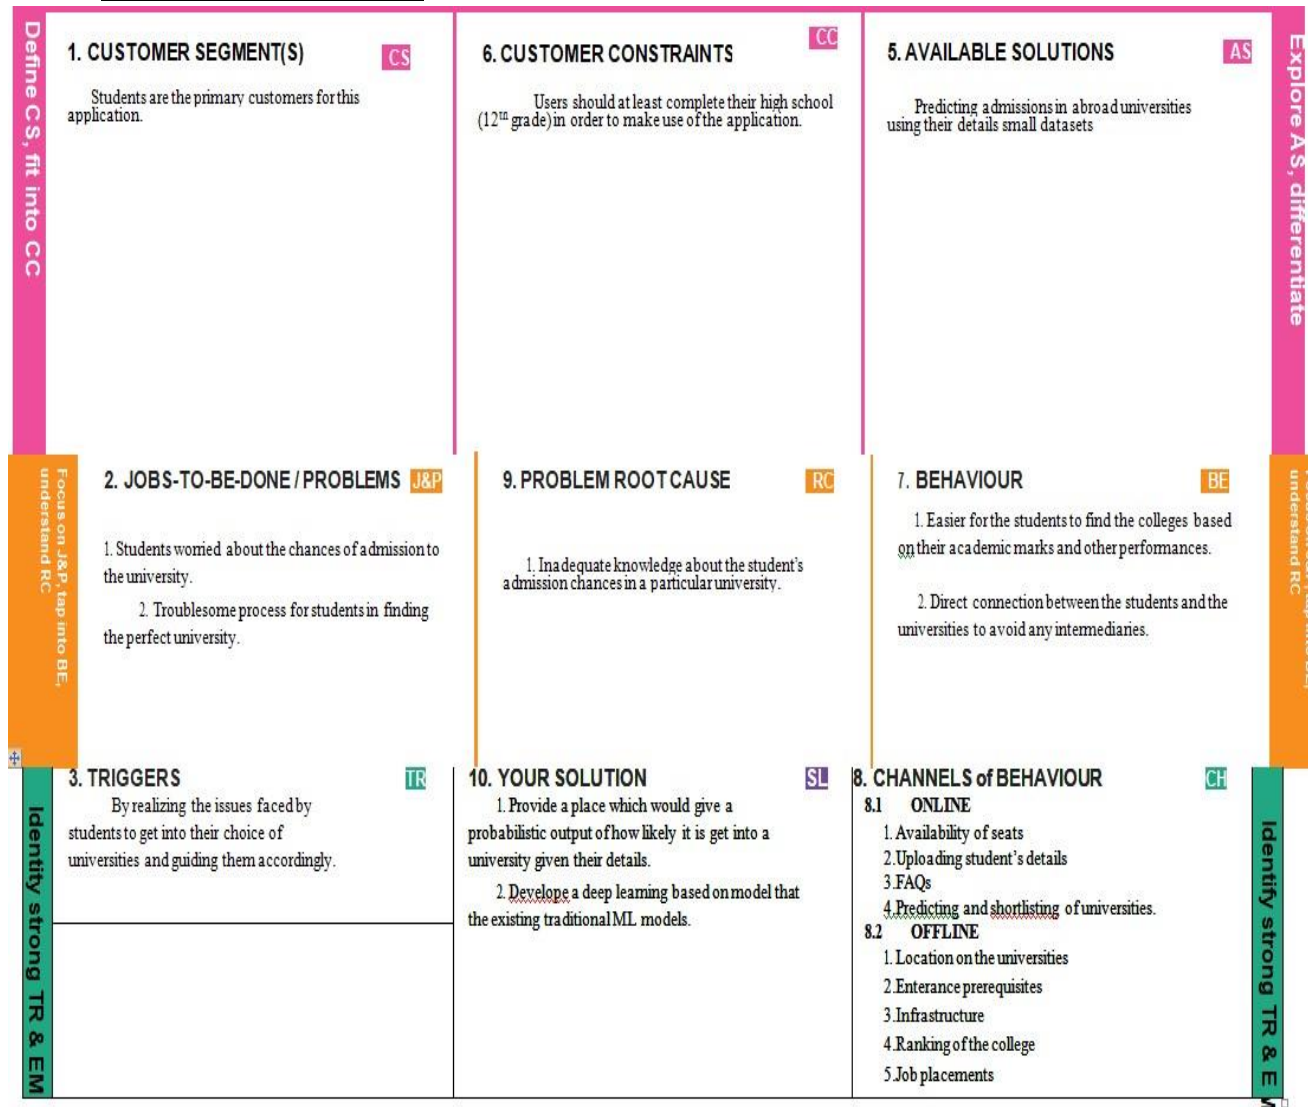 Define CS, fit into CC
1. CUSTOMER SEGMENT(S)
CS
Students are the primary customers for this
application.
6. CUSTOMER CONSTRAINTS
CC
Users should at least complete their high school
(12th grade) in order to make use of the application.
5. AVAILABLE SOLUTIONS
AS
Predicting admissions in abroad universities
using their details small datasets
Explore AS, differentiate
Focus on J&P, tap into BE,
understand RC
2. JOBS-TO-BE-DONE / PROBLEMS
J&P
1. Students worried about the chances of admission to
the university.
2. Troublesome process for students in finding
the perfect university.
9. PROBLEM ROOT CAUSE
RC
1. Inadequate knowledge about the student's
admission chances in a particular university.
7. BEHAVIOUR
BE
1. Easier for the students to find the colleges based
on their academic marks and other performances.
2. Direct connection between the students and the
universities to avoid any intermediaries.
understand RC
Identify strong TR & EM
3. TRIGGERS
TR
By realizing the issues faced by
students to get into their choice of
universities and guiding them accordingly.
10. YOUR SOLUTION
SL
1. Provide a place which would give a
probabilistic output of how likely it is get into a
university given their details.
2. Develope a deep learning based on model that
the existing traditional ML models.
8. CHANNELS of BEHAVIOUR
CH
8.1 ONLINE
1. Availability of seats
2.Uploading student's details
3.FAQs
4.Predicting and shortlisting of universities.
8.2 OFFLINE
1. Location on the universities
2.Enterance prerequisites
3.Infrastructure
4.Ranking of the college
5.Job placements
Identify strong TR & EM